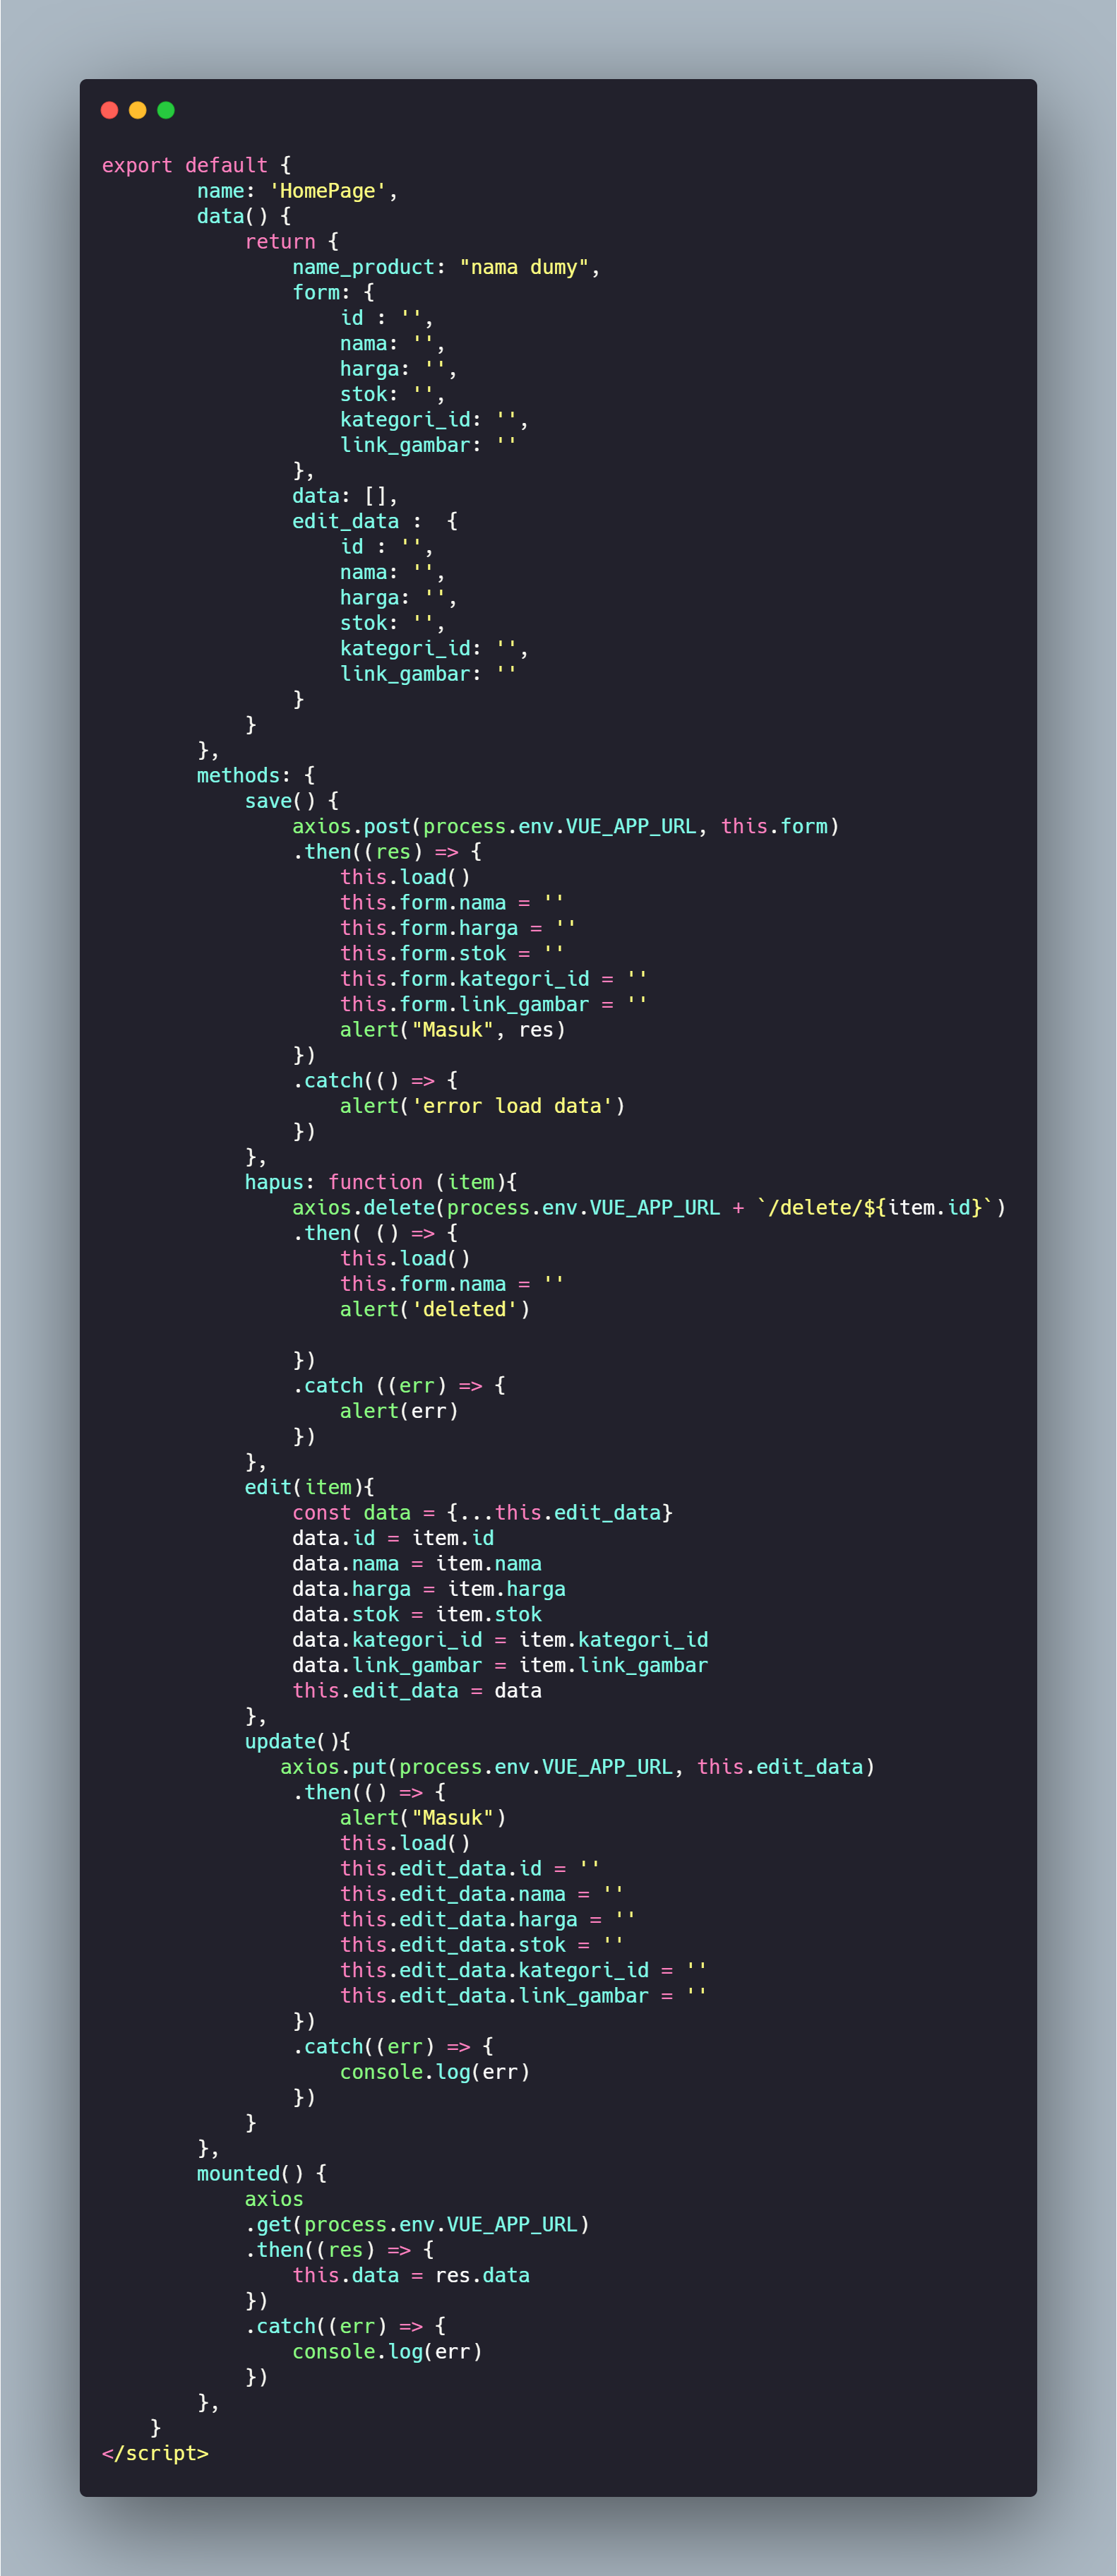 export default {
        name: 'HomePage',
        data() {
            return {
                name_product: "nama dumy",
                form: {
                    id : '',
                    nama: '',
                    harga: '',
                    stok: '',
                    kategori_id: '',
                    link_gambar: ''
                },
                data: [],
                edit_data :  {
                    id : '',
                    nama: '',
                    harga: '',
                    stok: '',
                    kategori_id: '',
                    link_gambar: ''
                }
            }
        },
        methods: {
            save() {
                axios.post(process.env.VUE_APP_URL, this.form)
                .then((res) => {
                    this.load()
                    this.form.nama = ''
                    this.form.harga = ''
                    this.form.stok = ''
                    this.form.kategori_id = ''
                    this.form.link_gambar = ''
                    alert("Masuk", res)
                })
                .catch(() => {
                    alert('error load data')
                })
            },
            hapus: function (item){
                axios.delete(process.env.VUE_APP_URL + `/delete/${item.id}`)
                .then( () => {
                    this.load()
                    this.form.nama = ''
                    alert('deleted')

                })
                .catch ((err) => {
                    alert(err)
                })
            },
            edit(item){
                const data = {...this.edit_data}
                data.id = item.id
                data.nama = item.nama
                data.harga = item.harga
                data.stok = item.stok
                data.kategori_id = item.kategori_id
                data.link_gambar = item.link_gambar
                this.edit_data = data
            },
            update(){
               axios.put(process.env.VUE_APP_URL, this.edit_data)
                .then(() => {
                    alert("Masuk")
                    this.load()
                    this.edit_data.id = ''
                    this.edit_data.nama = ''
                    this.edit_data.harga = ''
                    this.edit_data.stok = ''
                    this.edit_data.kategori_id = ''
                    this.edit_data.link_gambar = ''
                })
                .catch((err) => {
                    console.log(err)
                })
            }
        },
        mounted() {
            axios
            .get(process.env.VUE_APP_URL)
            .then((res) => {
                this.data = res.data
            })
            .catch((err) => {
                console.log(err)
            })
        },
    }
</script>